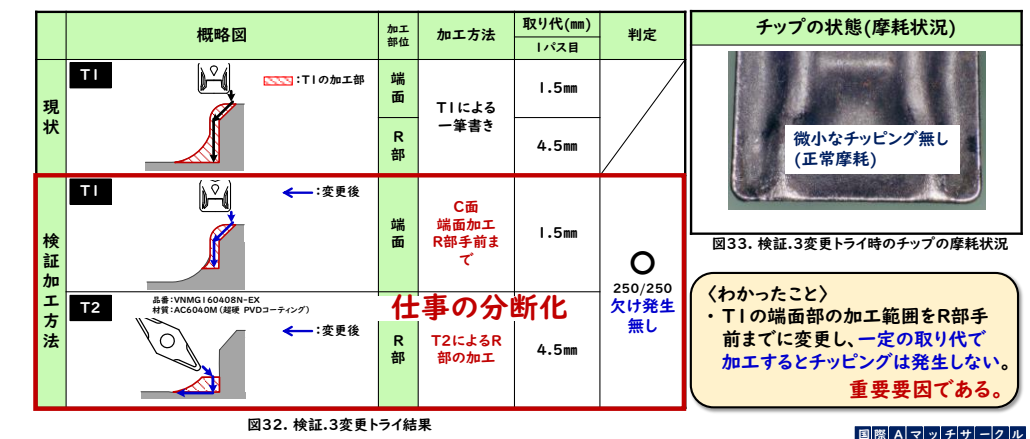 概略図
加工
部位
加工方法
取り代(㎜)
1パス目
判定
現状
T1
:T1の加工部
端面
T1による
一筆書き
1.5㎜
R部
4.5㎜
検証加工方法
T1
:変更後
端面
C面
端面加工
R部手前ま
で
1.5㎜
仕事の分断化
T2
品番:VNMG160408N-EX
材質:AC6040M(超硬 PVDコーティング)
:変更後
R部
T2によるR
部の加工
4.5㎜
○
250/250
欠け発生
無し
図32. 検証.3変更トライ結果
チップの状態(摩耗状況)
微小なチッピング無し
(正常摩耗)
図33. 検証.3変更トライ時のチップの摩耗状況
〈わかったこと〉
・T1の端面部の加工範囲をR部手
前までに変更し、一定の取り代で
加工するとチッピングは発生しない。
重要要因である。
国際Aマッチサークル